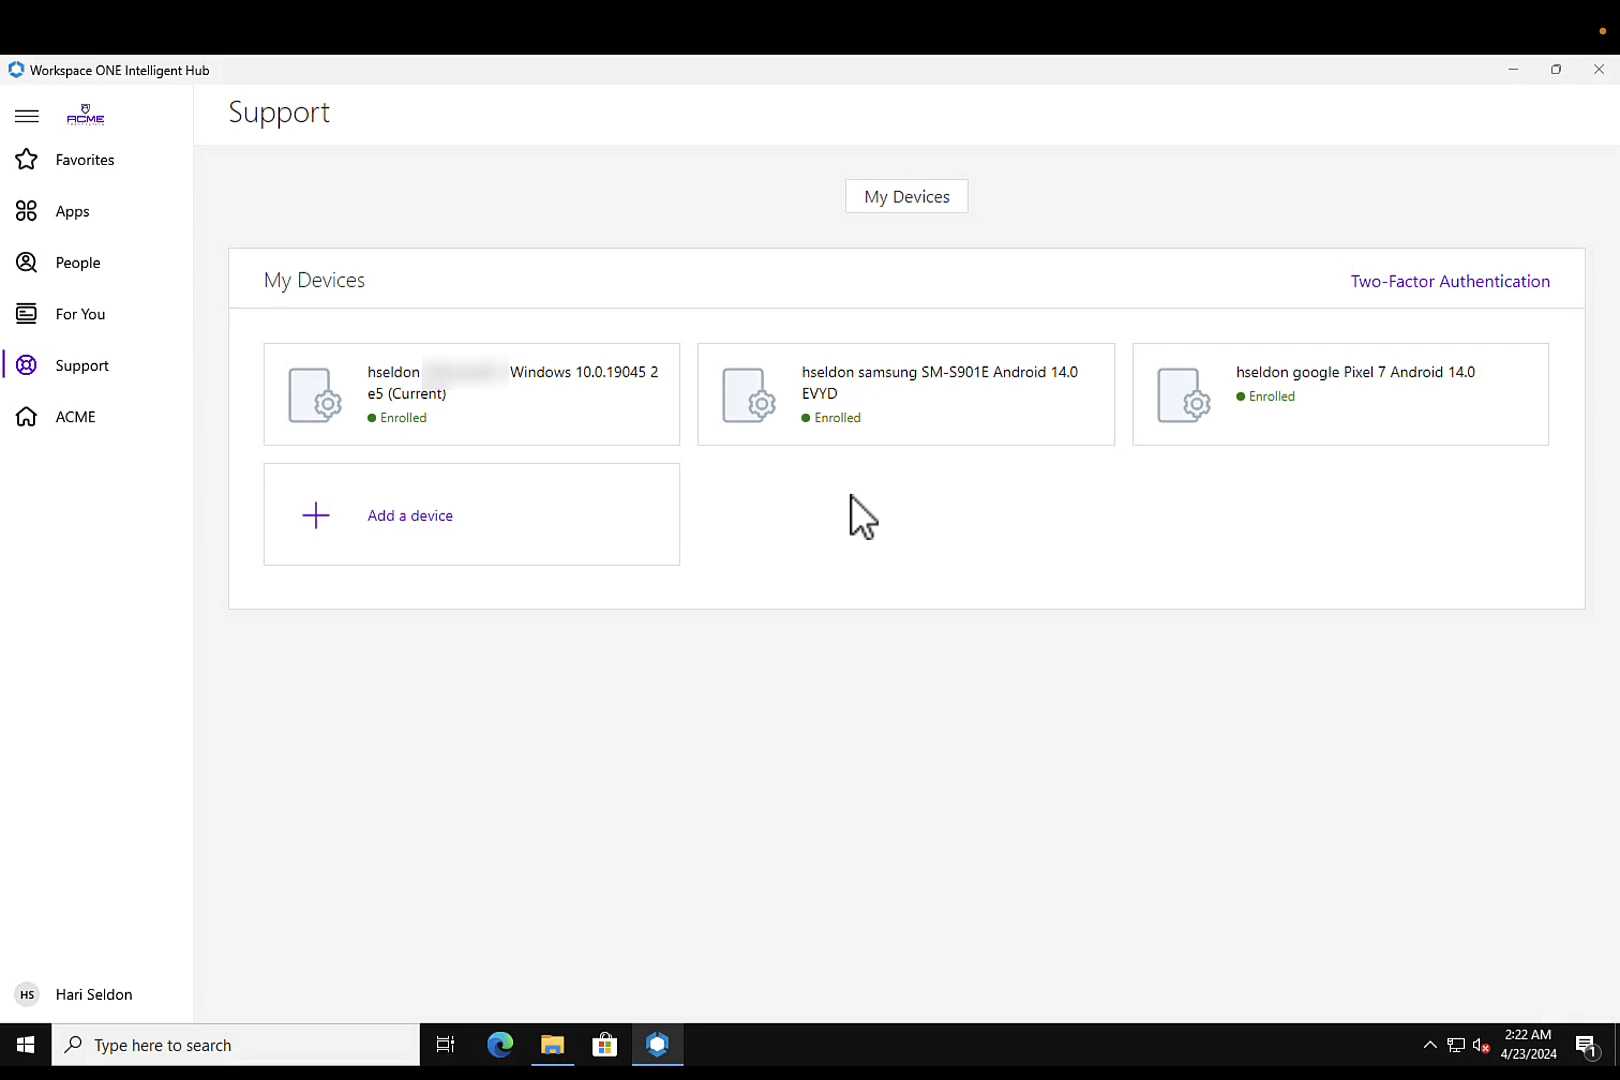 Workspace ONE Intelligent Hub
ACME
Support
Favorites
Apps
People
For You
Support
ACME
My Devices
My Devices
Two-Factor Authentication
hseldon Windows 10.0.19045 2
e5 (Current)
Enrolled
hseldon samsung SM-S901E Android 14.0
EVYD
Enrolled
hseldon google Pixel 7 Android 14.0
Enrolled
Add a device
HS Hari Seldon
Type here to search
2:22 AM
4/23/2024
1